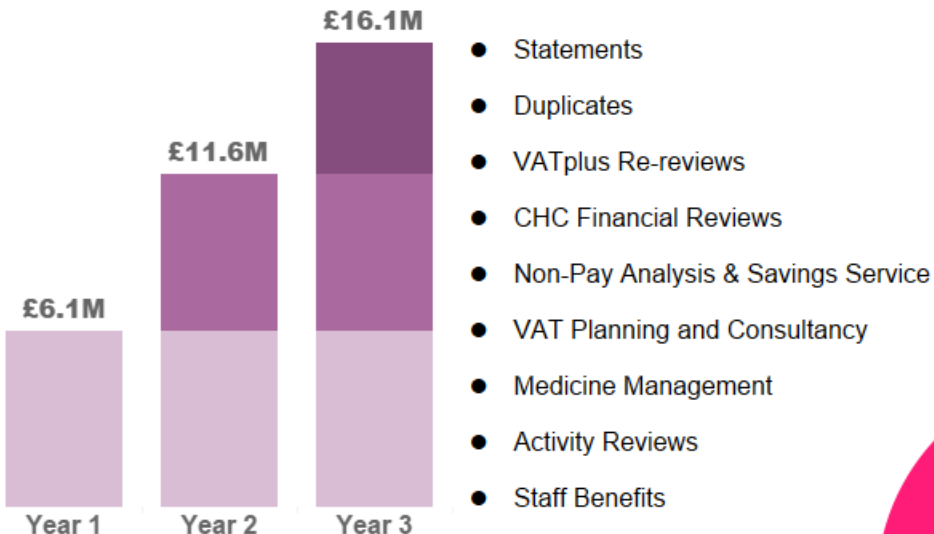 £16.1M
£11.6M
£6.1M
Year 1 Year 2 Year 3
● Statements
● Duplicates
● VATplus Re-reviews
● CHC Financial Reviews
● Non-Pay Analysis & Savings Service
● VAT Planning and Consultancy
● Medicine Management
● Activity Reviews
● Staff Benefits